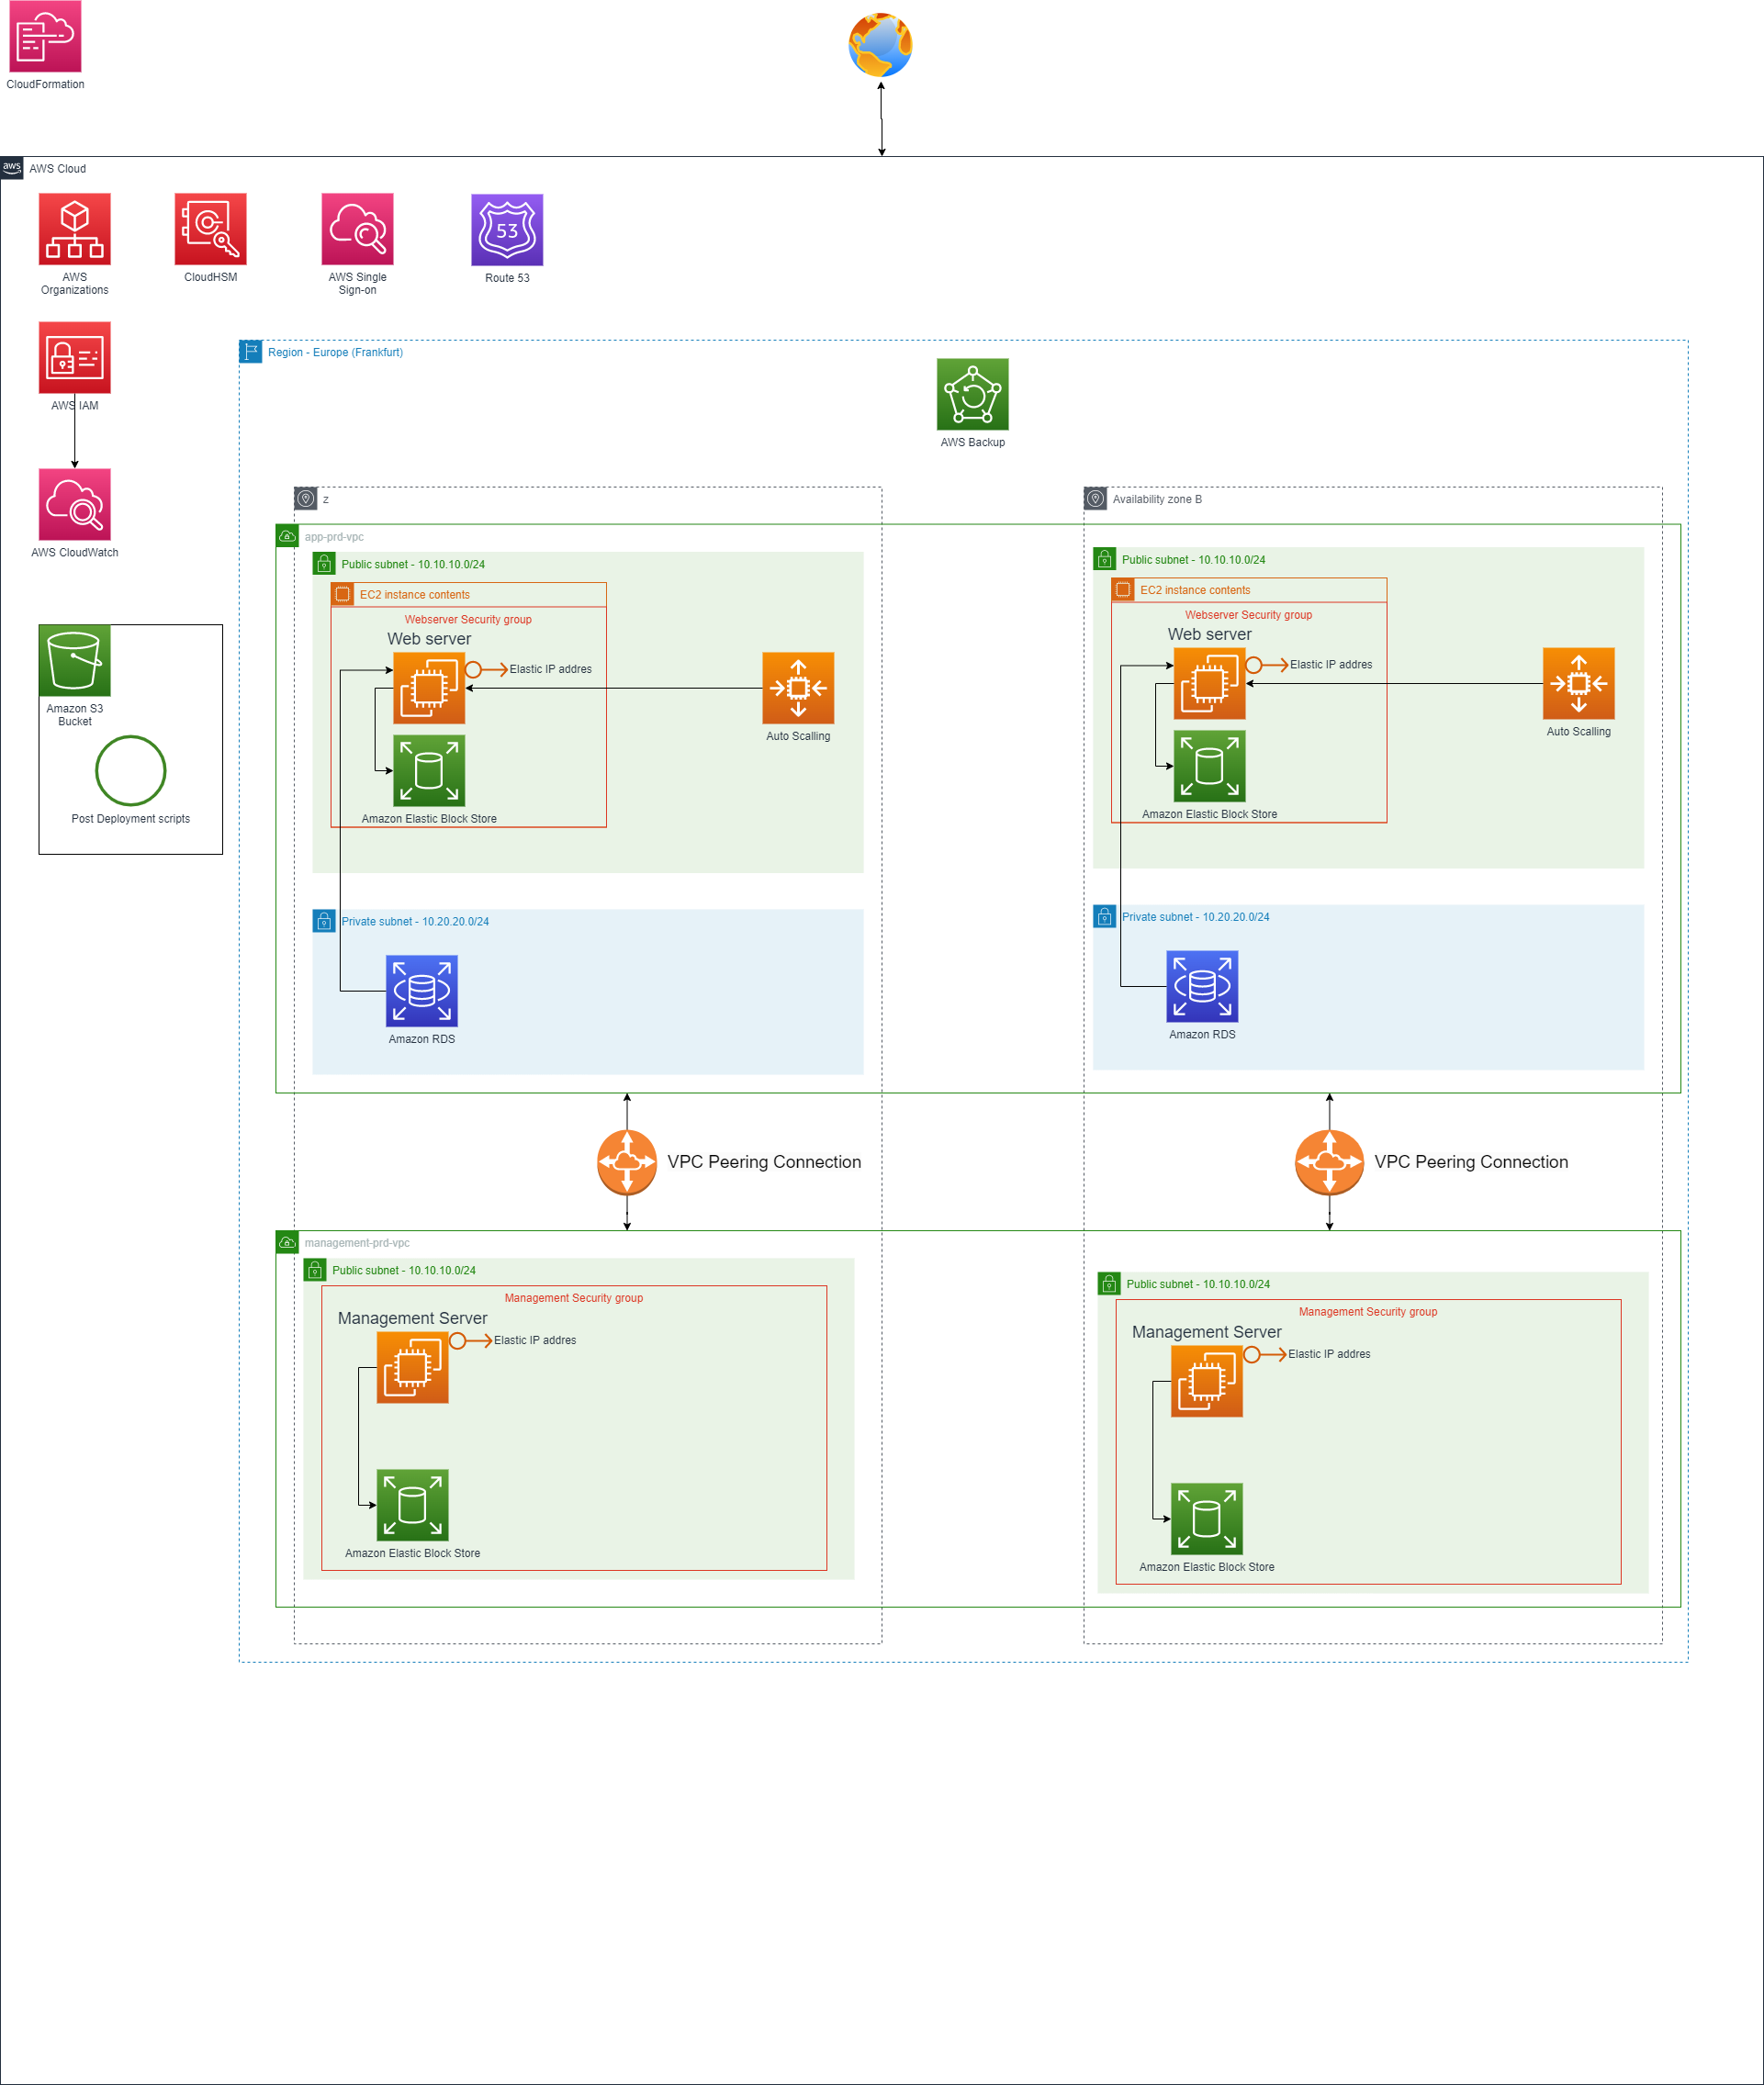 CloudFormation
aws
AWS Cloud
AWS
Organizations
CloudHSM
AWS Single
Sign-on
53
Route 53
AWS IAM
Region - Europe (Frankfurt)
AWS Backup
AWS CloudWatch
z
Availability zone B
app-prd-vpc
Public subnet - 10.10.10.0/24
EC2 instance contents
Webserver Security group
Web server
Elastic IP addres
Auto Scalling
Amazon Elastic Block Store
Public subnet - 10.10.10.0/24
EC2 instance contents
Webserver Security group
Web server
Elastic IP addres
Auto Scalling
Amazon Elastic Block Store
Amazon S3
Bucket
Post Deployment scripts
Private subnet - 10.20.20.0/24
Amazon RDS
Private subnet - 10.20.20.0/24
Amazon RDS
VPC Peering Connection
VPC Peering Connection
management-prd-vpc
Public subnet - 10.10.10.0/24
Management Security group
Management Server
Elastic IP addres
Amazon Elastic Block Store
Public subnet - 10.10.10.0/24
Management Security group
Management Server
Elastic IP addres
Amazon Elastic Block Store